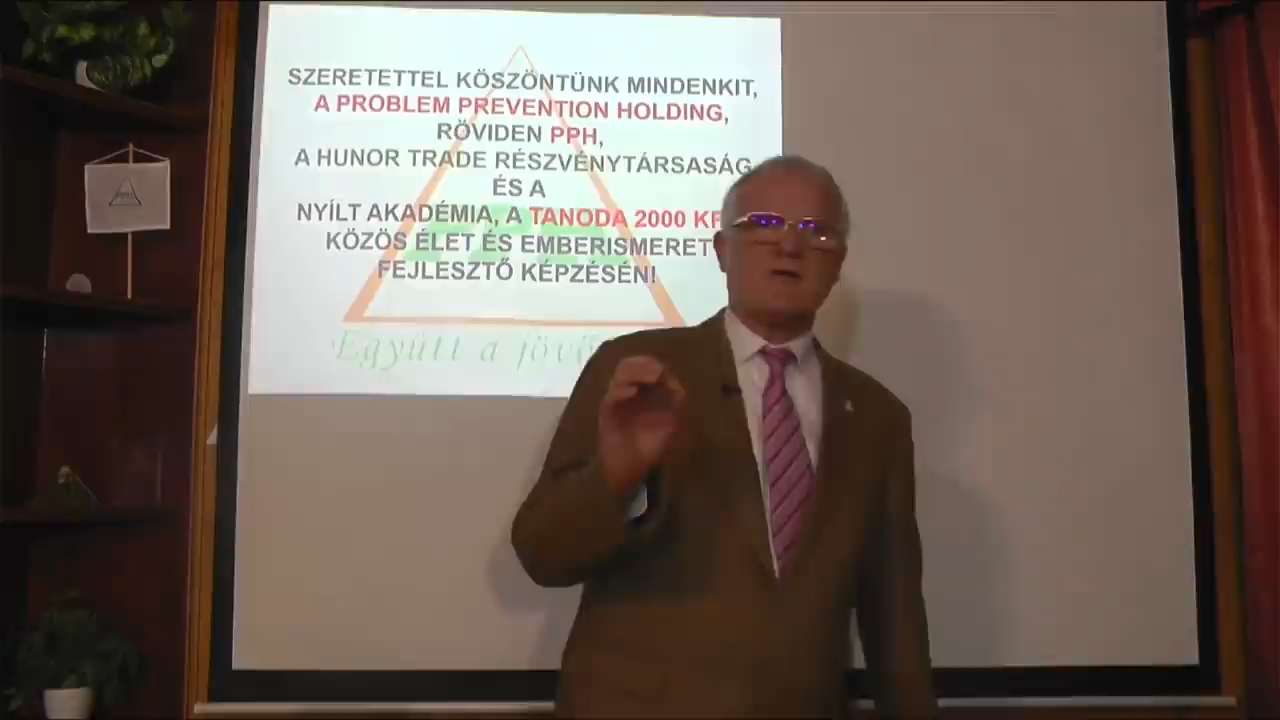 SZERETETTEL KÖSZÖNTÜNK MINDENKIT,
A PROBLEM PREVENTION HOLDING,
RÖVIDEN PPH,
A HUNOR TRADE RÉSZVÉNYTÁRSASÁG
ÉS A
NYÍLT AKADÉMIA, A TANODA 2000
KÖZÖS ÉLET ÉS EMBERISMERET
FEJLESZTŐ KÉPZÉSÉN!
PPH
Együtt a